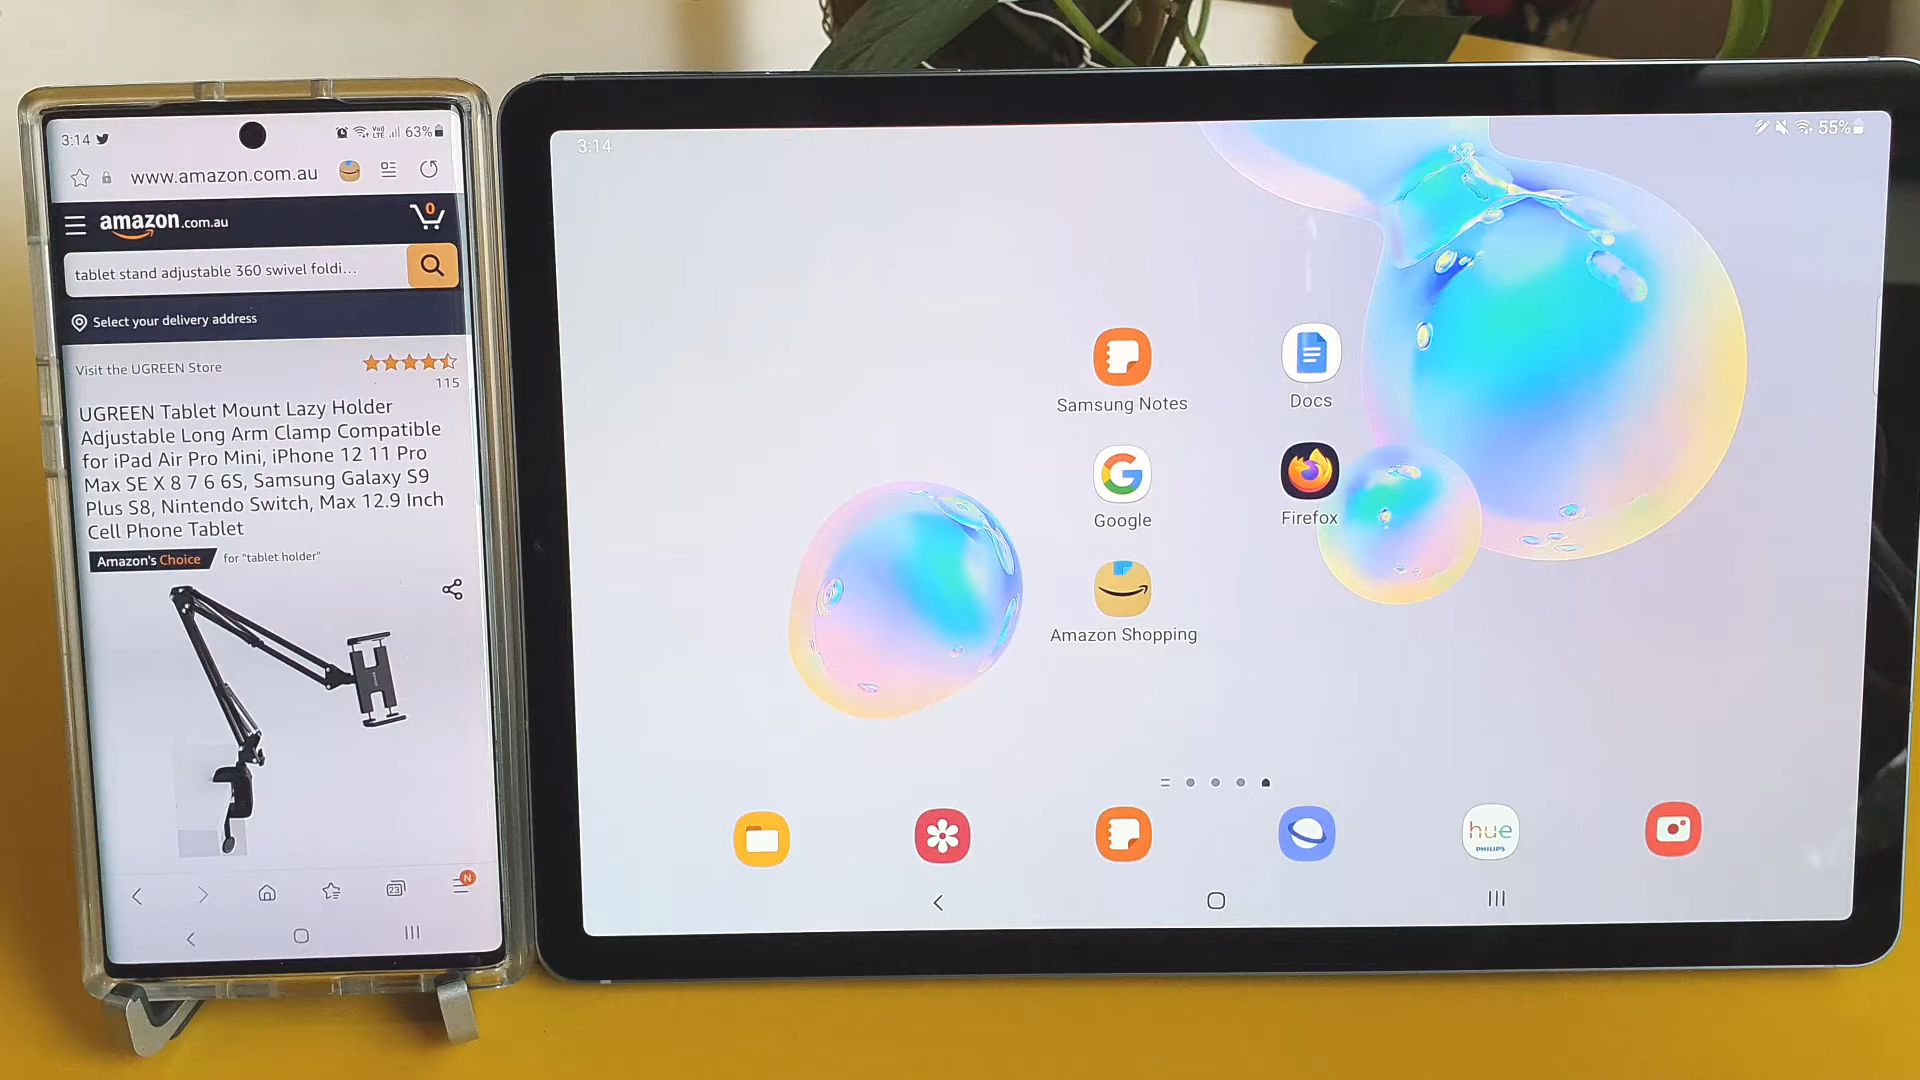 3:14
Vo))
LTE
63%
www.amazon.com.au
amazon.com.au
0
tablet stand adjustable 360 swivel foldi...
Select your delivery address
Visit the UGREEN Store
115
UGREEN Tablet Mount Lazy Holder
Adjustable Long Arm Clamp Compatible
for iPad Air Pro Mini, iPhone 12 11 Pro
Max SE X 8 7 6 6S, Samsung Galaxy S9
Plus S8, Nintendo Switch, Max 12.9 Inch
Cell Phone Tablet
Amazon's Choice for "tablet holder"
23
N
3:14
55%
Samsung Notes
Docs
Google
Firefox
Amazon Shopping
hue
PHILIPS